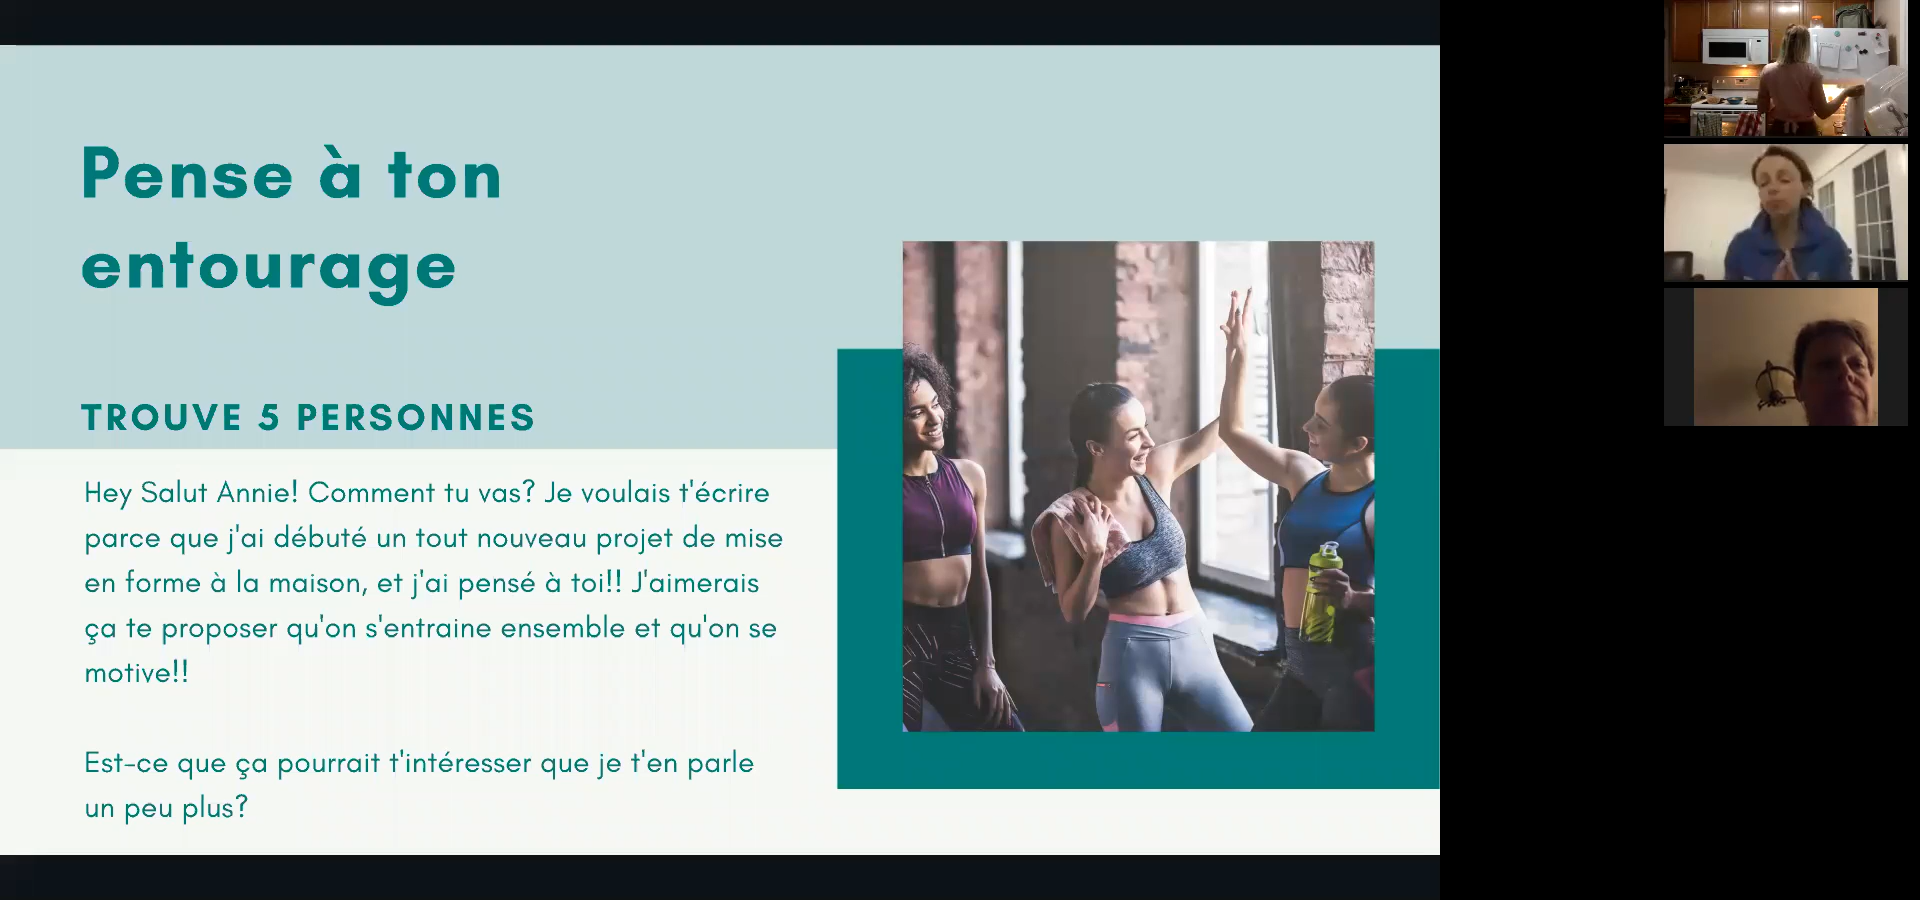 Pense à ton
entourage
TROUVE 5 PERSONNES
Hey Salut Annie! Comment tu vas? Je voulais t'écrire
parce que j'ai débuté un tout nouveau projet de mise
en forme à la maison, et j'ai pensé à toi!! J'aimerais
ça te proposer qu'on s'entraine ensemble et qu'on se
motive!!
Est-ce que ça pourrait t'intéresser que je t'en parle
un peu plus?